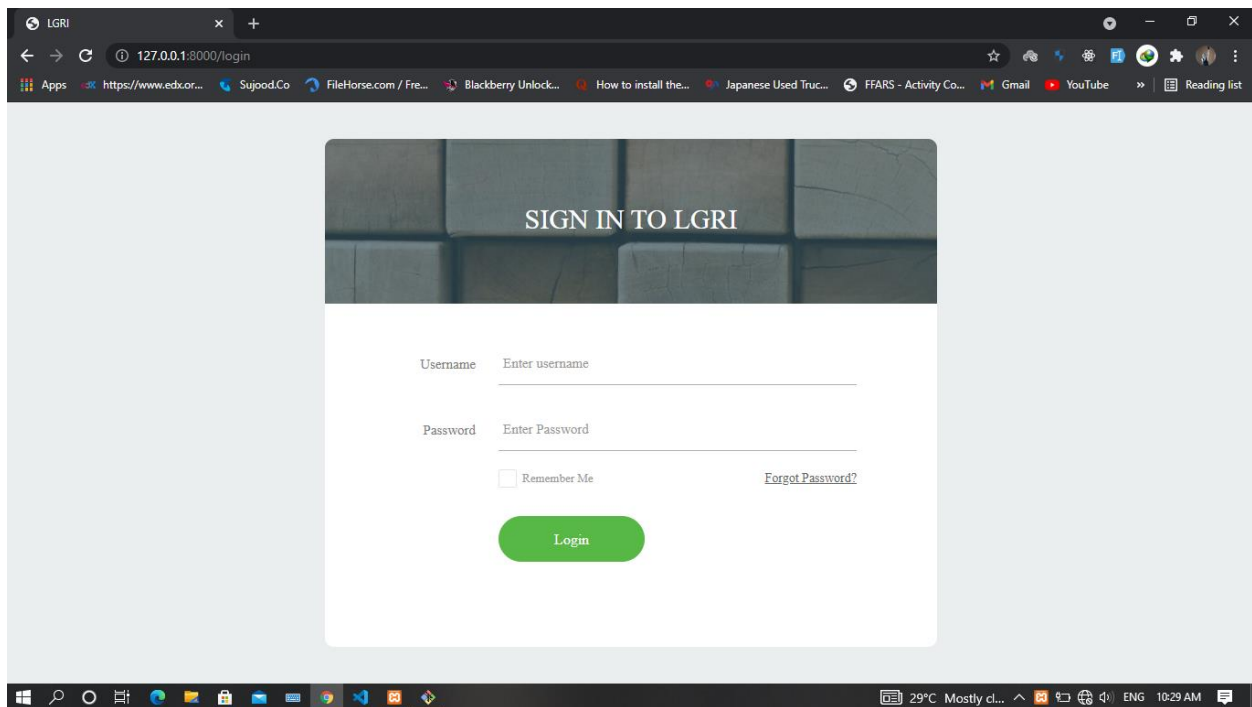 LGRI
127.0.0.1:8000/login
Apps https://www.edx.or... Sujood.Co FileHorse.com / Fre... Blackberry Unlock... How to install the... Japanese Used Truc... FFARS - Activity Co... Gmail YouTube » Reading list
SIGN IN TO LGRI
Username Enter username
Password Enter Password
Remember Me Forgot Password?
Login
29°C Mostly cl... ENG 10:29 AM